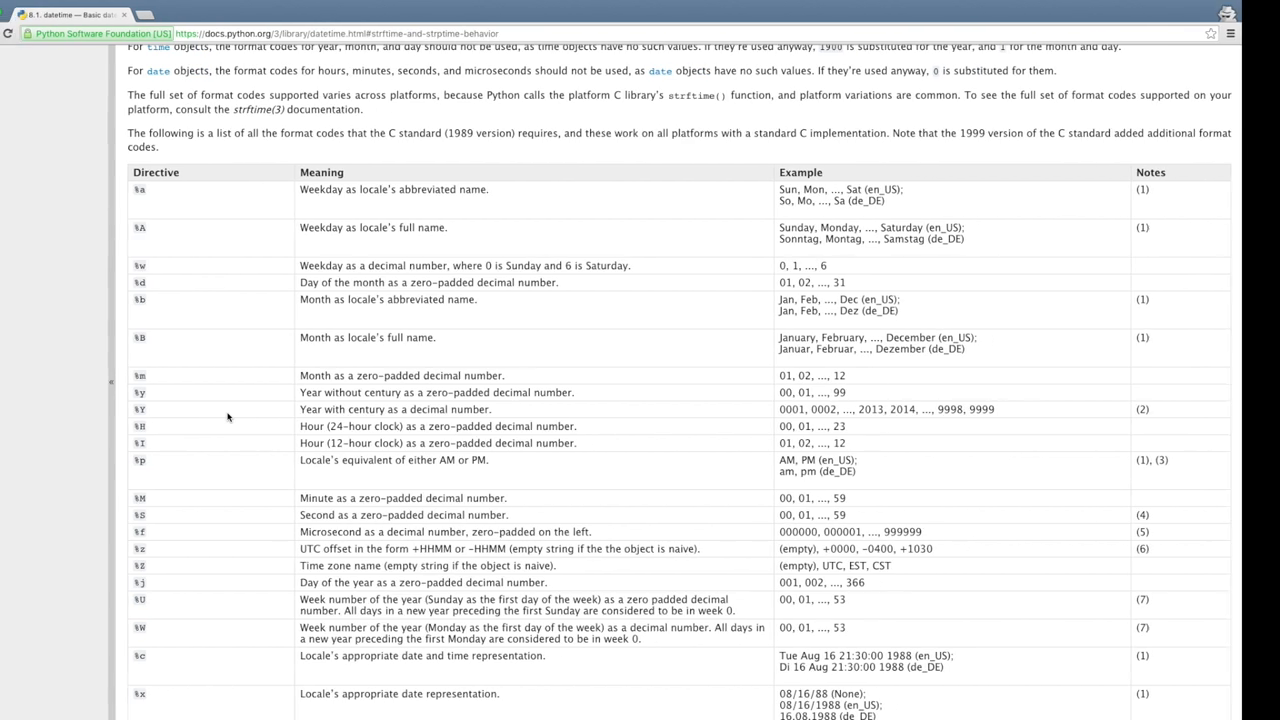 8.1. datetime — Basic dat
Python Software Foundation [US] https://docs.python.org/3/library/datetime.html#strftime-and-strptime-behavior
For time objects, the format codes for year, month, and day should not be used, as time objects have no such values. If they're used anyway, 1900 is substituted for the year, and 1 for the month and day.
For date objects, the format codes for hours, minutes, seconds, and microseconds should not be used, as date objects have no such values. If they're used anyway, 0 is substituted for them.
The full set of format codes supported varies across platforms, because Python calls the platform C library's strftime() function, and platform variations are common. To see the full set of format codes supported on your
platform, consult the strftime(3) documentation.
The following is a list of all the format codes that the C standard (1989 version) requires, and these work on all platforms with a standard C implementation. Note that the 1999 version of the C standard added additional format
codes.
Directive Meaning Example Notes
%a Weekday as locale's abbreviated name. Sun, Mon, ..., Sat (en_US); (1)
So, Mo, ..., Sa (de_DE)
%A Weekday as locale's full name. Sunday, Monday, ..., Saturday (en_US); (1)
Sonntag, Montag, ..., Samstag (de_DE)
%w Weekday as a decimal number, where 0 is Sunday and 6 is Saturday. 0, 1, ..., 6
%d Day of the month as a zero-padded decimal number. 01, 02, ..., 31
%b Month as locale's abbreviated name. Jan, Feb, ..., Dec (en_US); (1)
Jan, Feb, ..., Dez (de_DE)
%B Month as locale's full name. January, February, ..., December (en_US); (1)
Januar, Februar, ..., Dezember (de_DE)
%m Month as a zero-padded decimal number. 01, 02, ..., 12
%y Year without century as a zero-padded decimal number. 00, 01, ..., 99
%Y Year with century as a decimal number. 0001, 0002, ..., 2013, 2014, ..., 9998, 9999 (2)
%H Hour (24-hour clock) as a zero-padded decimal number. 00, 01, ..., 23
%I Hour (12-hour clock) as a zero-padded decimal number. 01, 02, ..., 12
%p Locale's equivalent of either AM or PM. AM, PM (en_US); (1), (3)
am, pm (de_DE)
%M Minute as a zero-padded decimal number. 00, 01, ..., 59
%S Second as a zero-padded decimal number. 00, 01, ..., 59 (4)
%f Microsecond as a decimal number, zero-padded on the left. 000000, 000001, ..., 999999 (5)
%z UTC offset in the form +HHMM or -HHMM (empty string if the the object is naive). (empty), +0000, -0400, +1030 (6)
%Z Time zone name (empty string if the object is naive). (empty), UTC, EST, CST
%j Day of the year as a zero-padded decimal number. 001, 002, ..., 366
%U Week number of the year (Sunday as the first day of the week) as a zero padded decimal 00, 01, ..., 53 (7)
number. All days in a new year preceding the first Sunday are considered to be in week 0.
%W Week number of the year (Monday as the first day of the week) as a decimal number. All days in 00, 01, ..., 53 (7)
a new year preceding the first Monday are considered to be in week 0.
%c Locale's appropriate date and time representation. Tue Aug 16 21:30:00 1988 (en_US); (1)
Di 16 Aug 21:30:00 1988 (de_DE)
%x Locale's appropriate date representation. 08/16/88 (None); (1)
08/16/1988 (en_US);
16.08.1988 (de_DE)